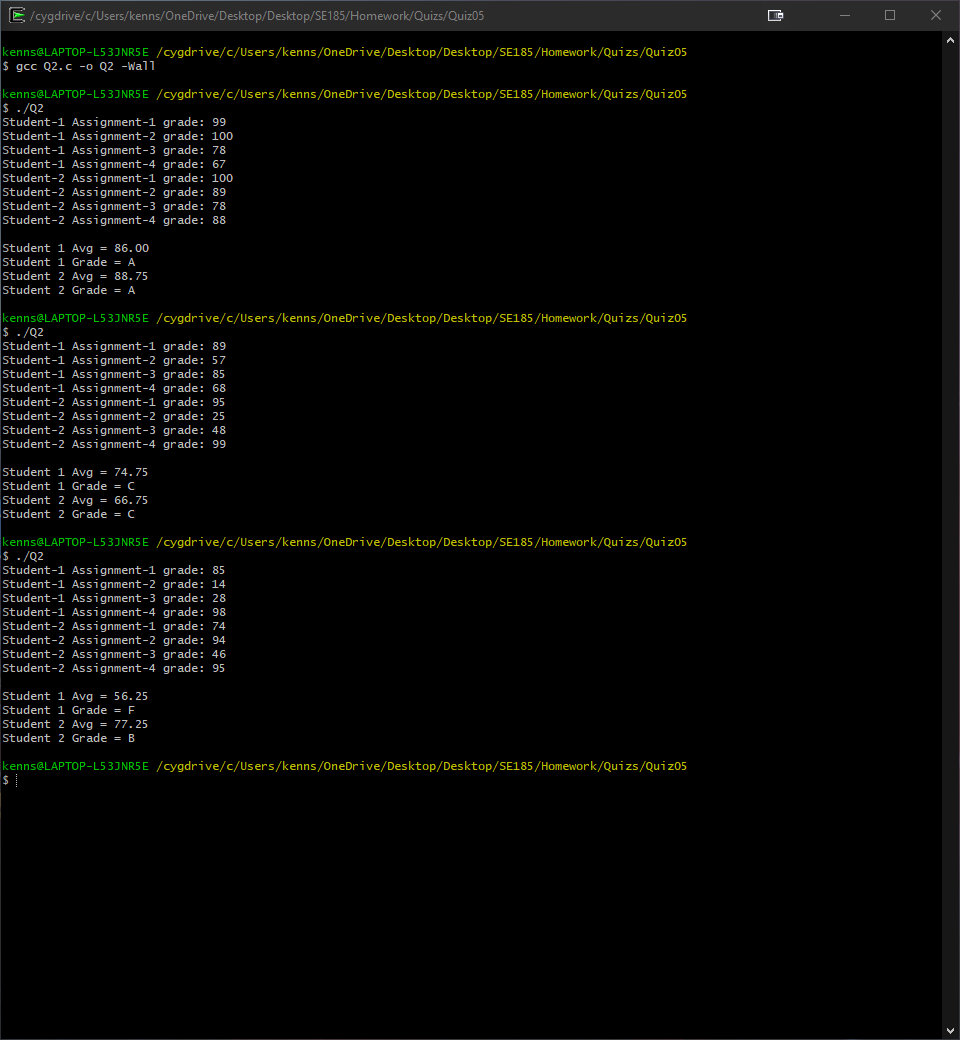 /cygdrive/c/Users/kenns/OneDrive/Desktop/Desktop/SE185/Homework/Quizs/Quiz05
kenns@LAPTOP-L53JNR5E /cygdrive/c/Users/kenns/OneDrive/Desktop/Desktop/SE185/Homework/Quizs/Quiz05
$ gcc Q2.c -o Q2 -Wall
kenns@LAPTOP-L53JNR5E /cygdrive/c/Users/kenns/OneDrive/Desktop/Desktop/SE185/Homework/Quizs/Quiz05
$ ./Q2
Student-1 Assignment-1 grade: 99
Student-1 Assignment-2 grade: 100
Student-1 Assignment-3 grade: 78
Student-1 Assignment-4 grade: 67
Student-2 Assignment-1 grade: 100
Student-2 Assignment-2 grade: 89
Student-2 Assignment-3 grade: 78
Student-2 Assignment-4 grade: 88
Student 1 Avg = 86.00
Student 1 Grade = A
Student 2 Avg = 88.75
Student 2 Grade = A
kenns@LAPTOP-L53JNR5E /cygdrive/c/Users/kenns/OneDrive/Desktop/Desktop/SE185/Homework/Quizs/Quiz05
$ ./Q2
Student-1 Assignment-1 grade: 89
Student-1 Assignment-2 grade: 57
Student-1 Assignment-3 grade: 85
Student-1 Assignment-4 grade: 68
Student-2 Assignment-1 grade: 95
Student-2 Assignment-2 grade: 25
Student-2 Assignment-3 grade: 48
Student-2 Assignment-4 grade: 99
Student 1 Avg = 74.75
Student 1 Grade = C
Student 2 Avg = 66.75
Student 2 Grade = C
kenns@LAPTOP-L53JNR5E /cygdrive/c/Users/kenns/OneDrive/Desktop/Desktop/SE185/Homework/Quizs/Quiz05
$ ./Q2
Student-1 Assignment-1 grade: 85
Student-1 Assignment-2 grade: 14
Student-1 Assignment-3 grade: 28
Student-1 Assignment-4 grade: 98
Student-2 Assignment-1 grade: 74
Student-2 Assignment-2 grade: 94
Student-2 Assignment-3 grade: 46
Student-2 Assignment-4 grade: 95
Student 1 Avg = 56.25
Student 1 Grade = F
Student 2 Avg = 77.25
Student 2 Grade = B
kenns@LAPTOP-L53JNR5E /cygdrive/c/Users/kenns/OneDrive/Desktop/Desktop/SE185/Homework/Quizs/Quiz05
$